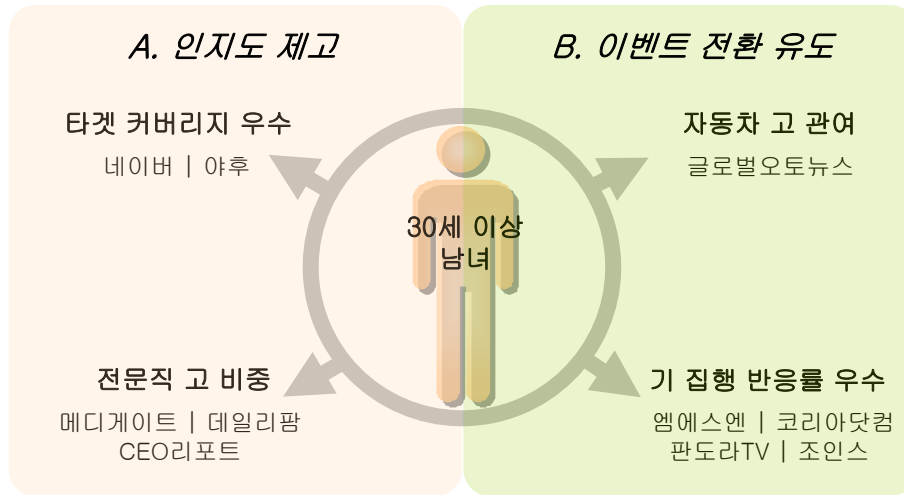 A. 인지도 제고
B. 이벤트 전환 유도
타겟 커버리지 우수
네이버 | 야후
자동차 고 관여
글로벌오토뉴스
30세 이상
남녀
전문직 고 비중
메디게이트 | 데일리팜
CEO리포트
기 집행 반응률 우수
엠에스엔 | 코리아닷컴
판도라TV | 조인스